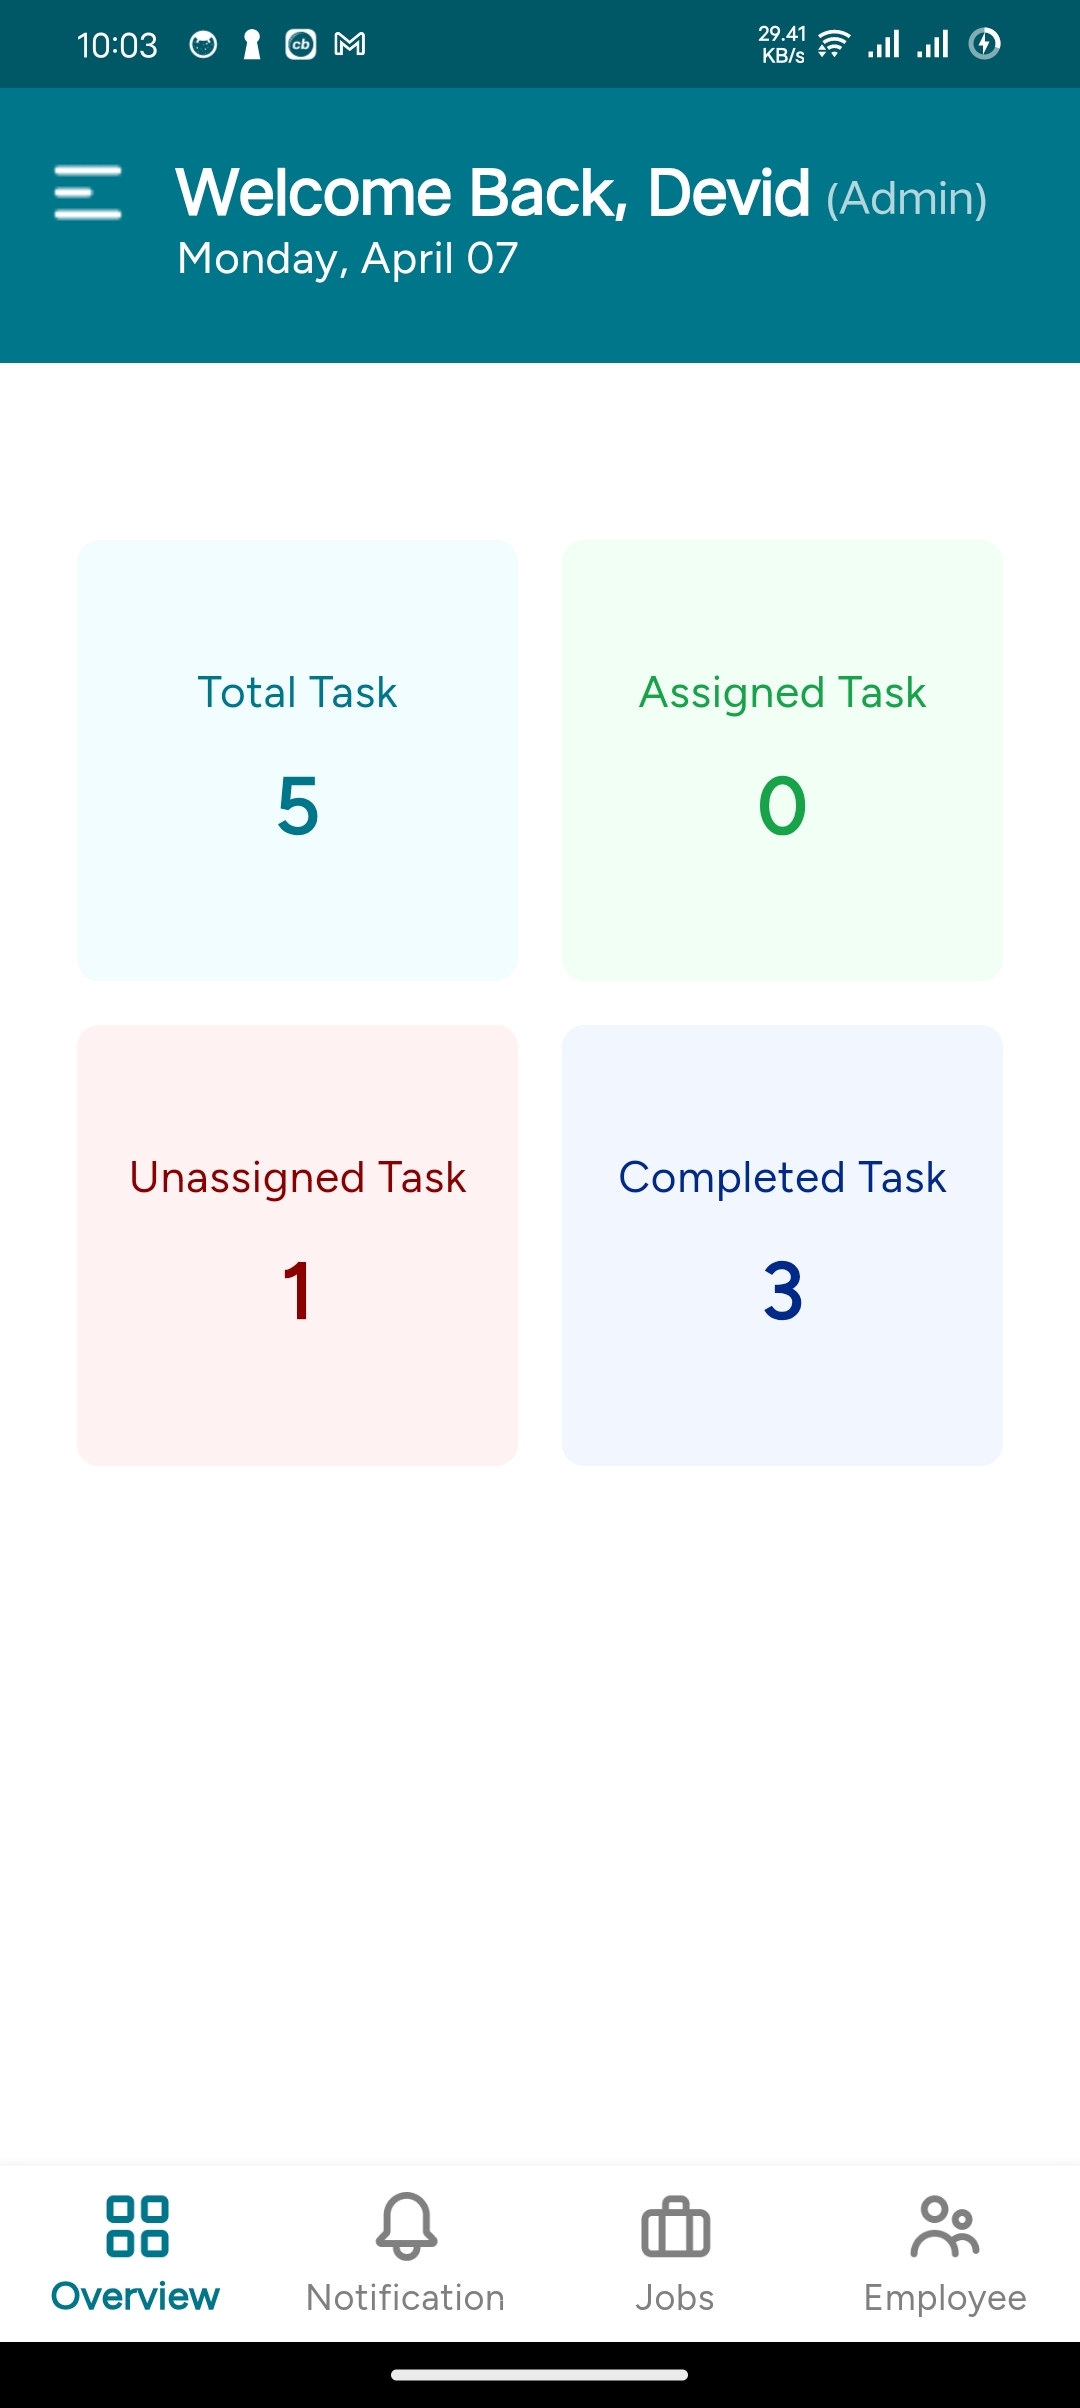 10:03 cb 29.41 KB/s
Welcome Back, Devid (Admin)
Monday, April 07
Total Task
5
Assigned Task
0
Unassigned Task
1
Completed Task
3
Overview
Notification
Jobs
Employee